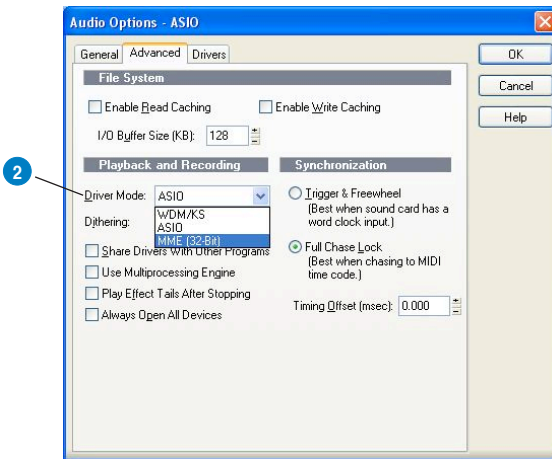 Audio Options - ASIO
General Advanced Drivers
OK
Cancel
Help
File System
Enable Read Caching Enable Write Caching
I/O Buffer Size (KB): 128
Playback and Recording
2
Driver Mode: ASIO
WDM/KS
ASIO
MME (32-Bit)
Dithering:
Share Drivers With Other Programs
Use Multiprocessing Engine
Play Effect Tails After Stopping
Always Open All Devices
Synchronization
Trigger & Freewheel
(Best when sound card has a
word clock input.)
Full Chase Lock
(Best when chasing to MIDI
time code.)
Timing Offset (msec): 0.000